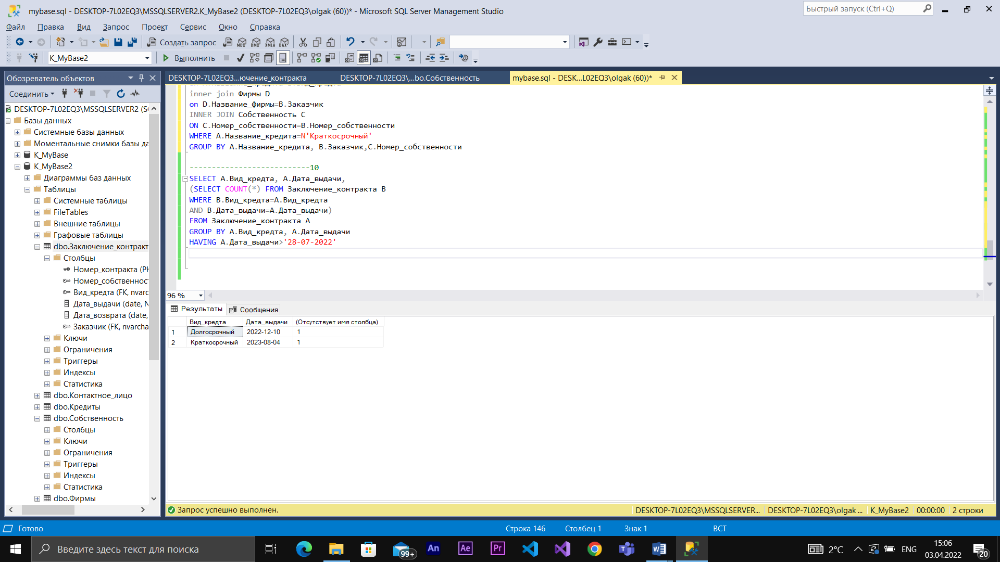 mybase.sql - DESKTOP-7L02EQ3\MSSQLSERVER2.K_MyBase2 (DESKTOP-7L02EQ3\olgak (60))* - Microsoft SQL Server Management Studio
Быстрый запуск (Ctrl+Q)
Файл Правка Вид Запрос Проект Сервис Окно Справка
Создать запрос MDX DMX XMLA DAX
K_MyBase2 Выполнить
Обозреватель объектов
DESKTOP-7L02EQ3...ючение_контракта DESKTOP-7L02EQ3\...bo.Собственность mybase.sql - DESK...L02EQ3\olgak (60))*
Соединить
DESKTOP-7L02EQ3\MSSQLSERVER2 (S
Базы данных
Системные базы данных
Моментальные снимки базы да
K_MyBase
K_MyBase2
Диаграммы баз данных
Таблицы
Системные таблицы
FileTables
Внешние таблицы
Графовые таблицы
dbo.Заключение_контракт
Столбцы
Номер_контракта (PK
Номер_собственнос
Вид_кредта (FK, nvarc
Дата_выдачи (date, N
Дата_возврата (date,
Заказчик (FK, nvarcha
Ключи
Ограничения
Триггеры
Индексы
Статистика
dbo.Контактное_лицо
dbo.Кредиты
dbo.Собственность
Столбцы
Ключи
Ограничения
Триггеры
Индексы
Статистика
dbo.Фирмы
inner join Фирмы D
on D.Название_фирмы=B.Заказчик
INNER JOIN Собственность C
ON C.Номер_собственности=B.Номер_собственности
WHERE A.Название_кредита=N'Краткосрочный'
GROUP BY A.Название_кредита, B.Заказчик,C.Номер_собственности
---------------------------10
SELECT A.Вид_кредта, A.Дата_выдачи,
(SELECT COUNT(*) FROM Заключение_контракта B
WHERE B.Вид_кредта=A.Вид_кредта
AND B.Дата_выдачи=A.Дата_выдачи)
FROM Заключение_контракта A
GROUP BY A.Вид_кредта, A.Дата_выдачи
HAVING A.Дата_выдачи>'28-07-2022'
96 %
Результаты Сообщения
Вид_кредта Дата_выдачи (Отсутствует имя столбца)
1 Долгосрочный 2022-12-10 1
2 Краткосрочный 2023-08-04 1
Запрос успешно выполнен. DESKTOP-7L02EQ3\MSSQLSERVER... DESKTOP-7L02EQ3\olgak ... K_MyBase2 00:00:00 2 строки
Готово Строка 146 Столбец 1 Знак 1 ВСТ
Введите здесь текст для поиска
99+ An Ae Pr
2°C ENG
15:06
03.04.2022
20